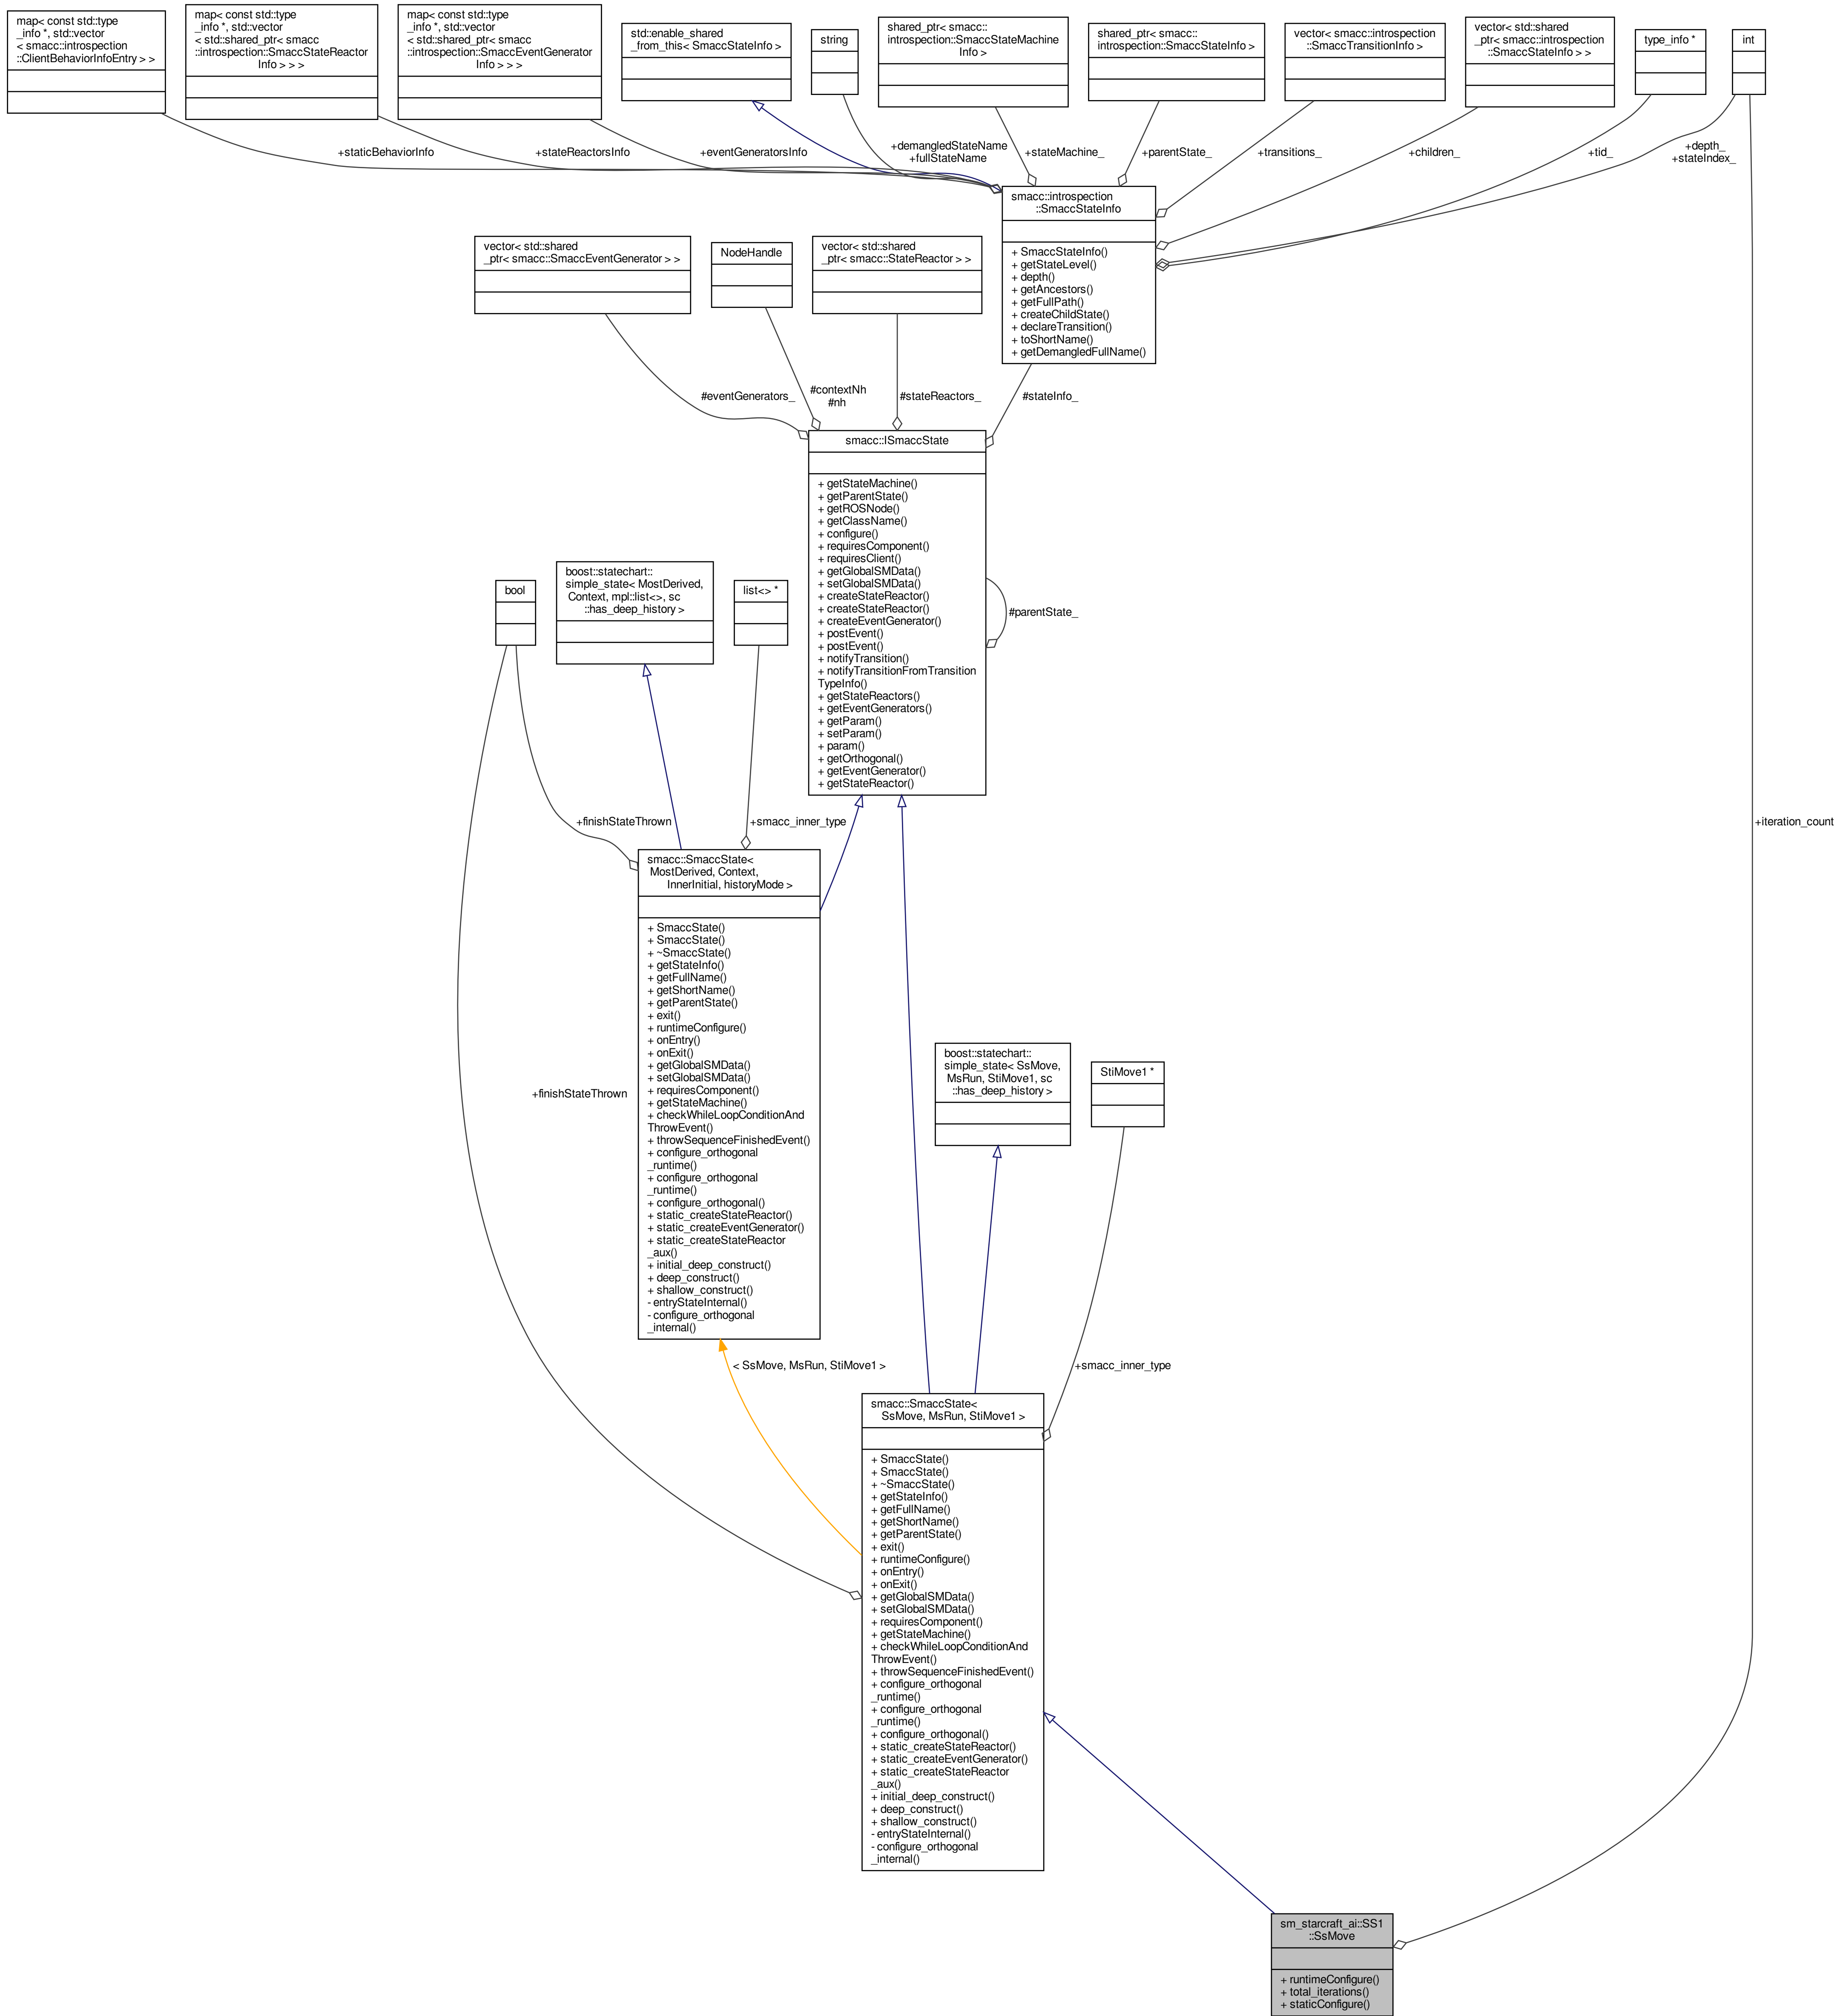 map< const std::type
_info *, std::vector
< smacc::introspection
::ClientBehaviorInfoEntry > >
map< const std::type
_info *, std::vector
< std::shared_ptr< smacc
::introspection::SmaccStateReactor
Info > > >
map< const std::type
_info *, std::vector
< std::shared_ptr< smacc
::introspection::SmaccEventGenerator
Info > > >
std::enable_shared
_from_this< SmaccStateInfo >
string
shared_ptr< smacc::
introspection::SmaccStateMachine
Info >
shared_ptr< smacc::
introspection::SmaccStateInfo >
vector< smacc::introspection
::SmaccTransitionInfo >
vector< std::shared
_ptr< smacc::introspection
::SmaccStateInfo > >
type_info *
int
+staticBehaviorInfo
+stateReactorsInfo
+eventGeneratorsInfo
+demangledStateName
+fullStateName
+stateMachine_
+parentState_
+transitions_
+children_
+tid_
+depth_
+stateIndex_
smacc::introspection
::SmaccStateInfo
+ SmaccStateInfo()
+ getStateLevel()
+ depth()
+ getAncestors()
+ getFullPath()
+ createChildState()
+ declareTransition()
+ toShortName()
+ getDemangledFullName()
vector< std::shared
_ptr< smacc::SmaccEventGenerator > >
NodeHandle
vector< std::shared
_ptr< smacc::StateReactor > >
#eventGenerators_
#contextNh
#nh
#stateReactors_
#stateInfo_
smacc::ISmaccState
+ getStateMachine()
+ getParentState()
+ getROSNode()
+ getClassName()
+ configure()
+ requiresComponent()
+ requiresClient()
+ getGlobalSMData()
+ setGlobalSMData()
+ createStateReactor()
+ createStateReactor()
+ createEventGenerator()
+ postEvent()
+ postEvent()
+ notifyTransition()
+ notifyTransitionFromTransition
TypeInfo()
+ getStateReactors()
+ getEventGenerators()
+ getParam()
+ setParam()
+ param()
+ getOrthogonal()
+ getEventGenerator()
+ getStateReactor()
#parentState_
bool
boost::statechart::
simple_state< MostDerived,
Context, mpl::list<>, sc
::has_deep_history >
list<> *
+finishStateThrown
+smacc_inner_type
+iteration_count
smacc::SmaccState<
MostDerived, Context,
InnerInitial, historyMode >
+ SmaccState()
+ SmaccState()
+ ~SmaccState()
+ getStateInfo()
+ getFullName()
+ getShortName()
+ getParentState()
+ exit()
+ runtimeConfigure()
+ onEntry()
+ onExit()
+ getGlobalSMData()
+ setGlobalSMData()
+ requiresComponent()
+ getStateMachine()
+ checkWhileLoopConditionAnd
ThrowEvent()
+ throwSequenceFinishedEvent()
+ configure_orthogonal
_runtime()
+ configure_orthogonal
_runtime()
+ configure_orthogonal()
+ static_createStateReactor()
+ static_createEventGenerator()
+ static_createStateReactor
_aux()
+ initial_deep_construct()
+ deep_construct()
+ shallow_construct()
- entryStateInternal()
- configure_orthogonal
_internal()
+finishStateThrown
boost::statechart::
simple_state< SsMove,
MsRun, StiMove1, sc
::has_deep_history >
StiMove1 *
< SsMove, MsRun, StiMove1 >
+smacc_inner_type
smacc::SmaccState<
SsMove, MsRun, StiMove1 >
+ SmaccState()
+ SmaccState()
+ ~SmaccState()
+ getStateInfo()
+ getFullName()
+ getShortName()
+ getParentState()
+ exit()
+ runtimeConfigure()
+ onEntry()
+ onExit()
+ getGlobalSMData()
+ setGlobalSMData()
+ requiresComponent()
+ getStateMachine()
+ checkWhileLoopConditionAnd
ThrowEvent()
+ throwSequenceFinishedEvent()
+ configure_orthogonal
_runtime()
+ configure_orthogonal
_runtime()
+ configure_orthogonal()
+ static_createStateReactor()
+ static_createEventGenerator()
+ static_createStateReactor
_aux()
+ initial_deep_construct()
+ deep_construct()
+ shallow_construct()
- entryStateInternal()
- configure_orthogonal
_internal()
sm_starcraft_ai::SS1
::SsMove
+ runtimeConfigure()
+ total_iterations()
+ staticConfigure()